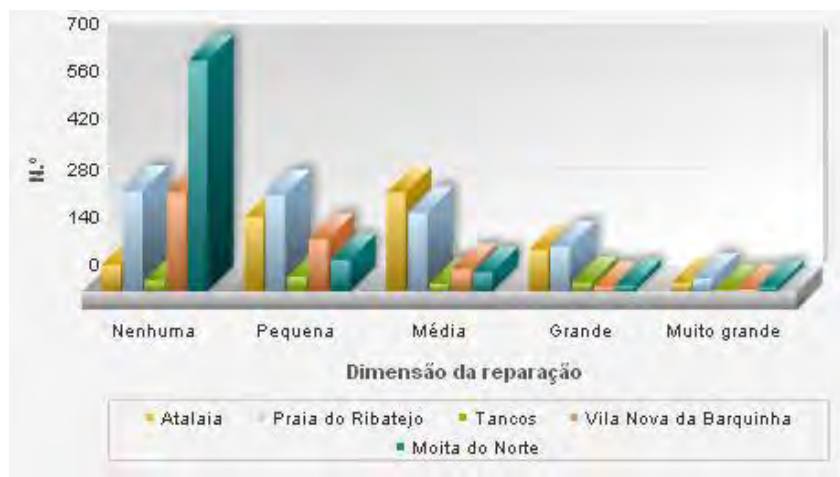 700
560
420
280
140
0
N.º
Nenhuma Pequena Média Grande Muito grande
Dimensão da reparação
Atalaia Praia do Ribatejo Tancos Vila Nova da Barquinha
Moita do Norte